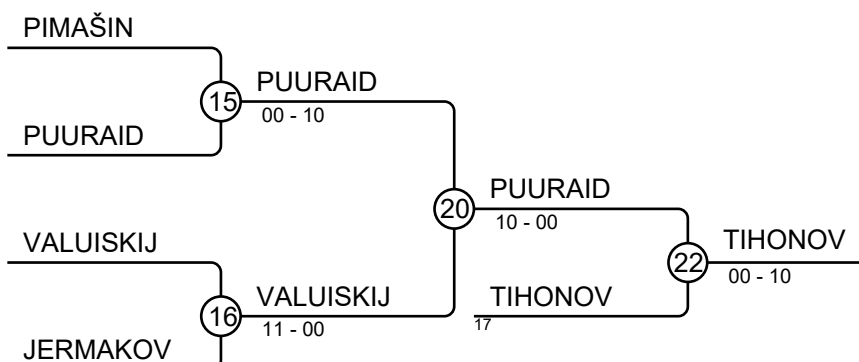 PIMAŠIN
15
PUURAID
00 - 10
PUURAID
20
PUURAID
10 - 00
VALUISKIJ
22
TIHONOV
00 - 10
16
VALUISKIJ
11 - 00
TIHONOV
17
JERMAKOV